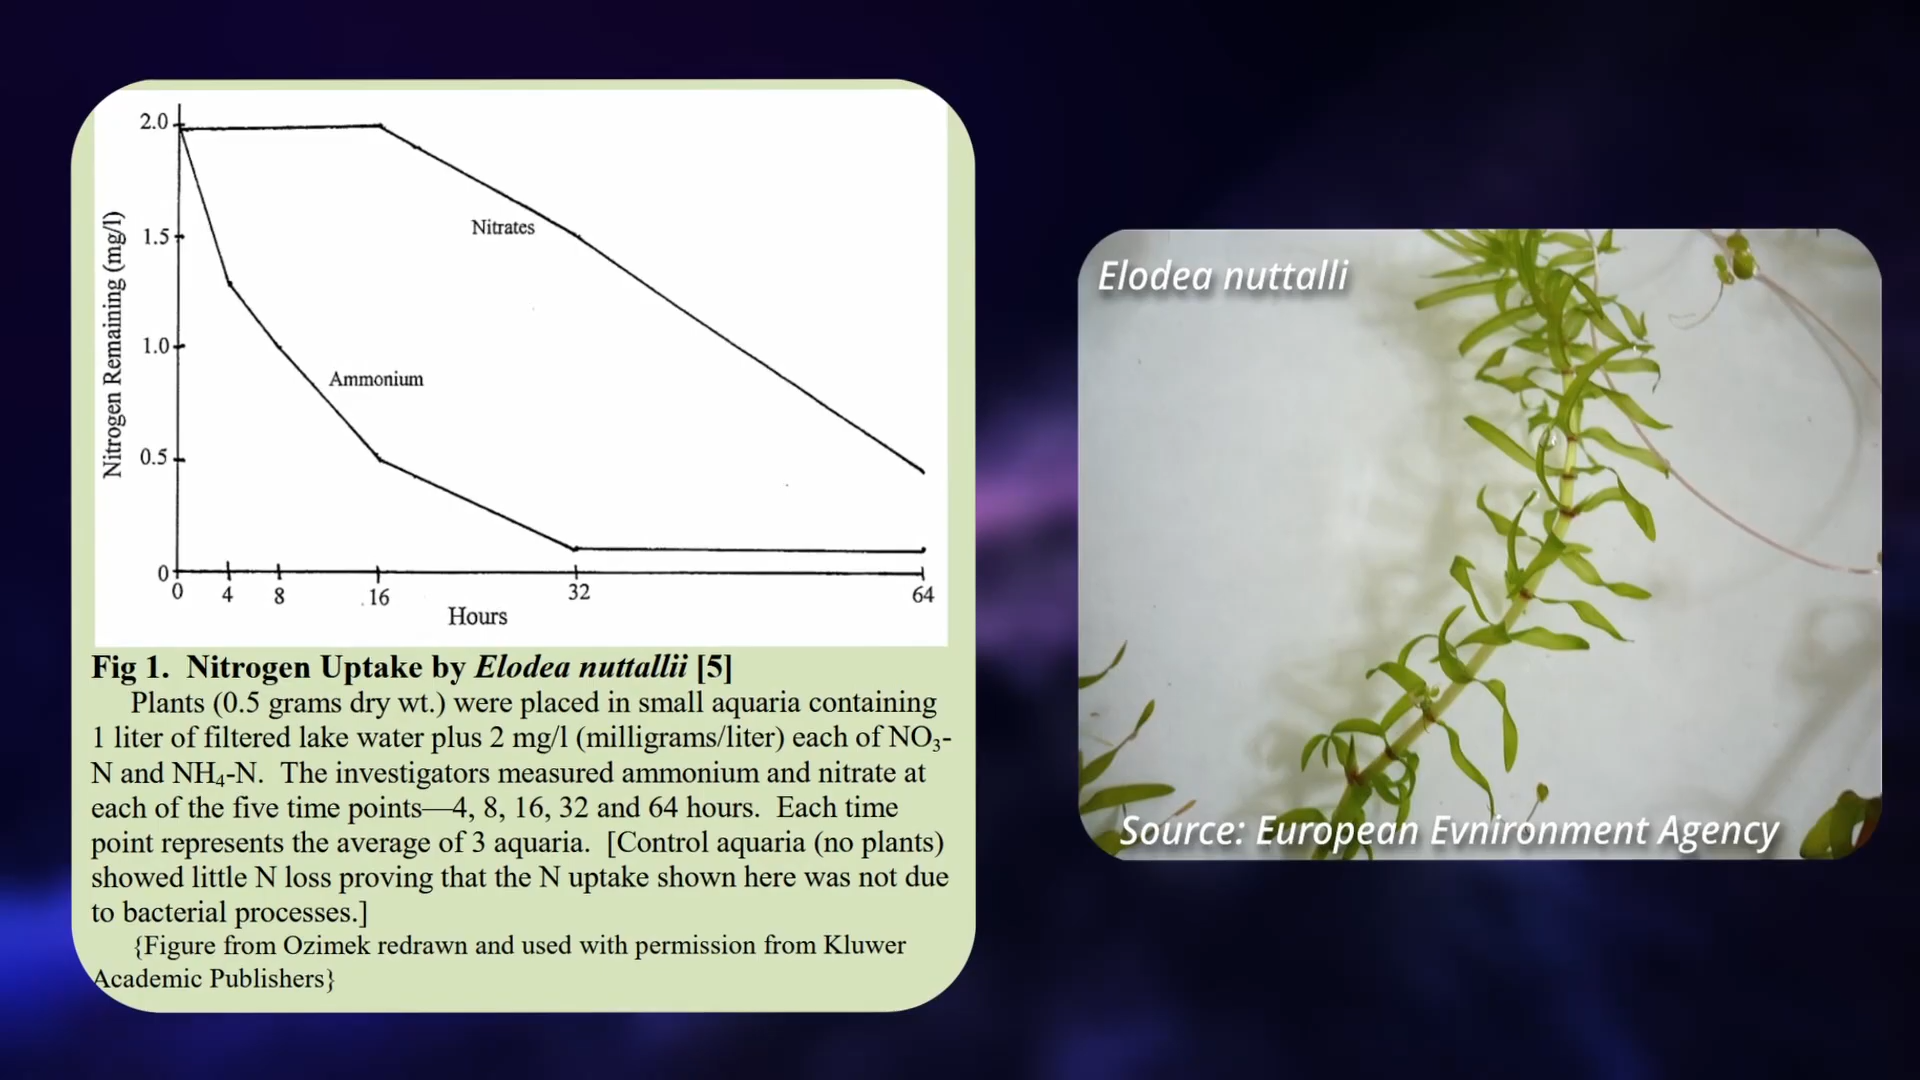 2.0
1.5
1.0
0.5
0
Nitrogen Remaining (mg/l)
Nitrates
Ammonium
0 4 8 16 32 64
Hours
Fig 1. Nitrogen Uptake by Elodea nuttallii [5]
Plants (0.5 grams dry wt.) were placed in small aquaria containing
1 liter of filtered lake water plus 2 mg/l (milligrams/liter) each of NO3-
N and NH4-N. The investigators measured ammonium and nitrate at
each of the five time points—4, 8, 16, 32 and 64 hours. Each time
point represents the average of 3 aquaria. [Control aquaria (no plants)
showed little N loss proving that the N uptake shown here was not due
to bacterial processes.]
{Figure from Ozimek redrawn and used with permission from Kluwer
Academic Publishers}
Elodea nuttalli
Source: European Evnironment Agency